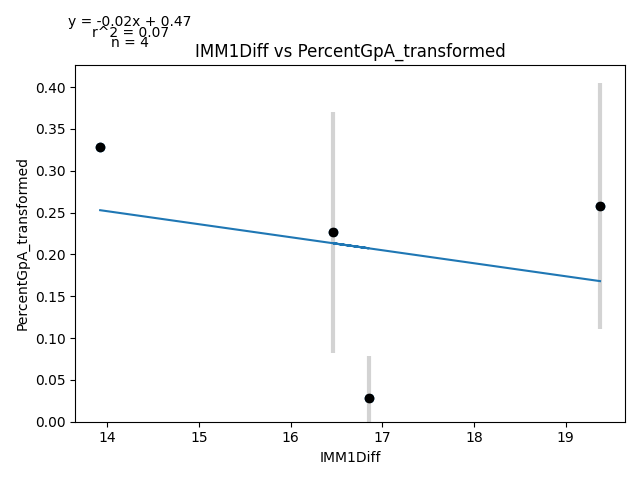 y = -0.02x + 0.47
r^2 = 0.07
n = 4
IMM1Diff vs PercentGpA_transformed
PercentGpA_transformed
0.40
0.35
0.30
0.25
0.20
0.15
0.10
0.05
0.00
14 15 16 17 18 19
IMM1Diff